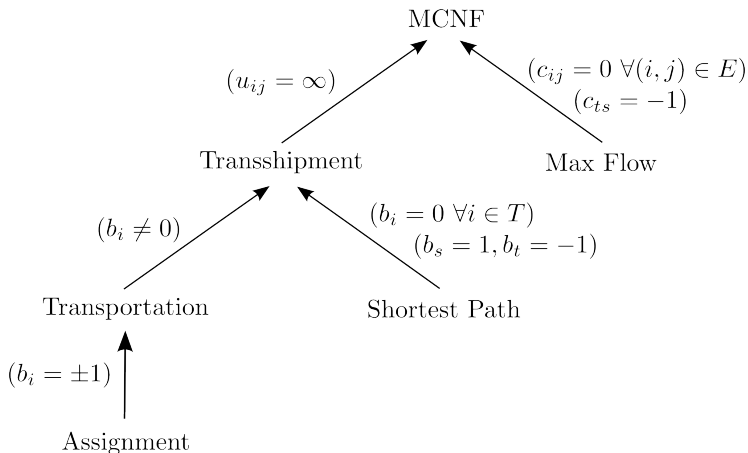 MCNF
(u_{ij} = ∞)
(c_{ij} = 0 ∀(i, j) ∈ E)
(c_{ts} = −1)
Transshipment
Max Flow
(b_i ≠ 0)
(b_i = 0 ∀i ∈ T)
(b_s = 1, b_t = −1)
Transportation
Shortest Path
(b_i = ±1)
Assignment